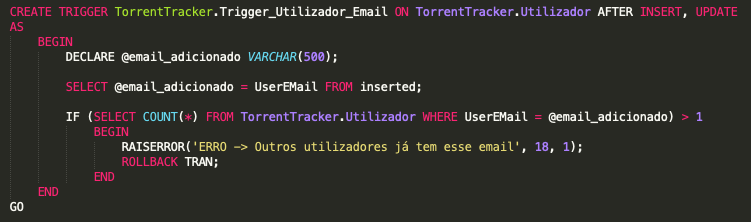 CREATE TRIGGER TorrentTracker.Trigger_Utilizador_Email ON TorrentTracker.Utilizador AFTER INSERT, UPDATE
AS
BEGIN
DECLARE @email_adicionado VARCHAR(500);
SELECT @email_adicionado = UserEMail FROM inserted;
IF (SELECT COUNT(*) FROM TorrentTracker.Utilizador WHERE UserEMail = @email_adicionado) > 1
BEGIN
RAISERROR('ERRO -> Outros utilizadores já tem esse email', 18, 1);
ROLLBACK TRAN;
END
END
GO